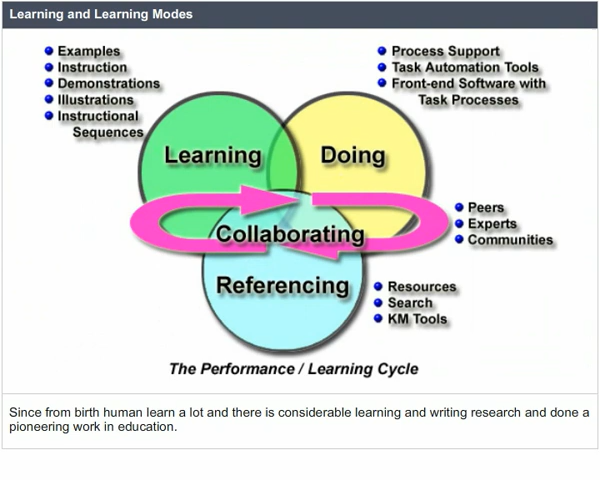 Learning and Learning Modes
Examples
Instruction
Demonstrations
Illustrations
Instructional
Sequences
Process Support
Task Automation Tools
Front-end Software with
Task Processes
Learning
Doing
Peers
Experts
Communities
Collaborating
Referencing
Resources
Search
KM Tools
The Performance / Learning Cycle
Since from birth human learn a lot and there is considerable learning and writing research and done a
pioneering work in education.